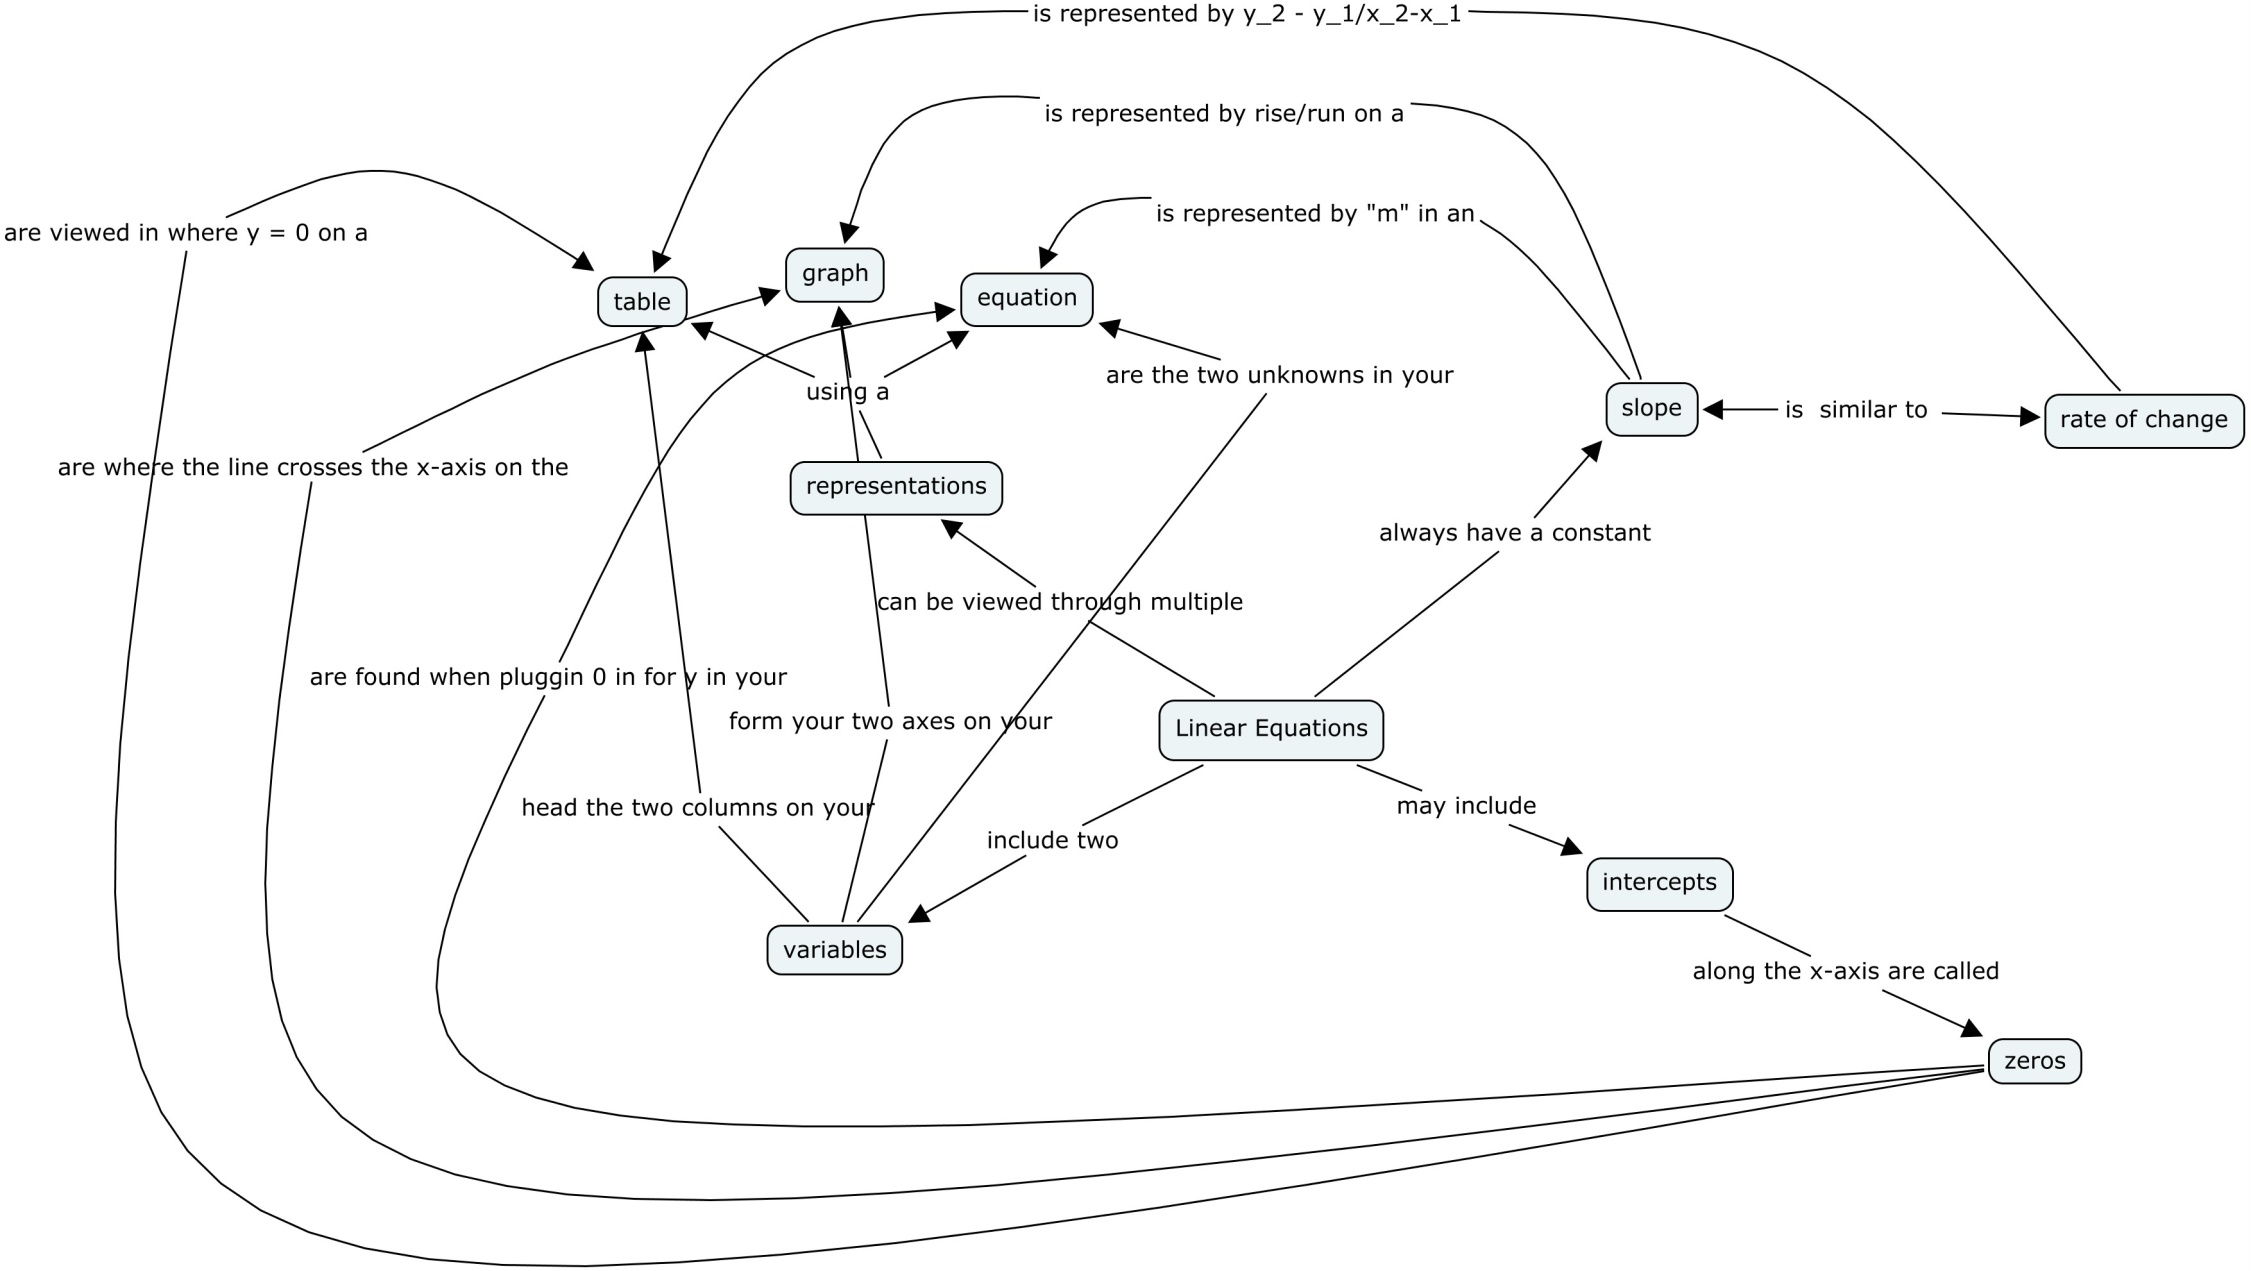 is represented by y_2 - y_1/x_2-x_1
is represented by rise/run on a
is represented by "m" in an
are viewed in where y = 0 on a
graph
table
equation
are the two unknowns in your
using a
slope
is  similar to
rate of change
are where the line crosses the x-axis on the
representations
always have a constant
can be viewed through multiple
are found when pluggin 0 in for y in your
form your two axes on your
Linear Equations
head the two columns on your
may include
include two
intercepts
variables
along the x-axis are called
zeros